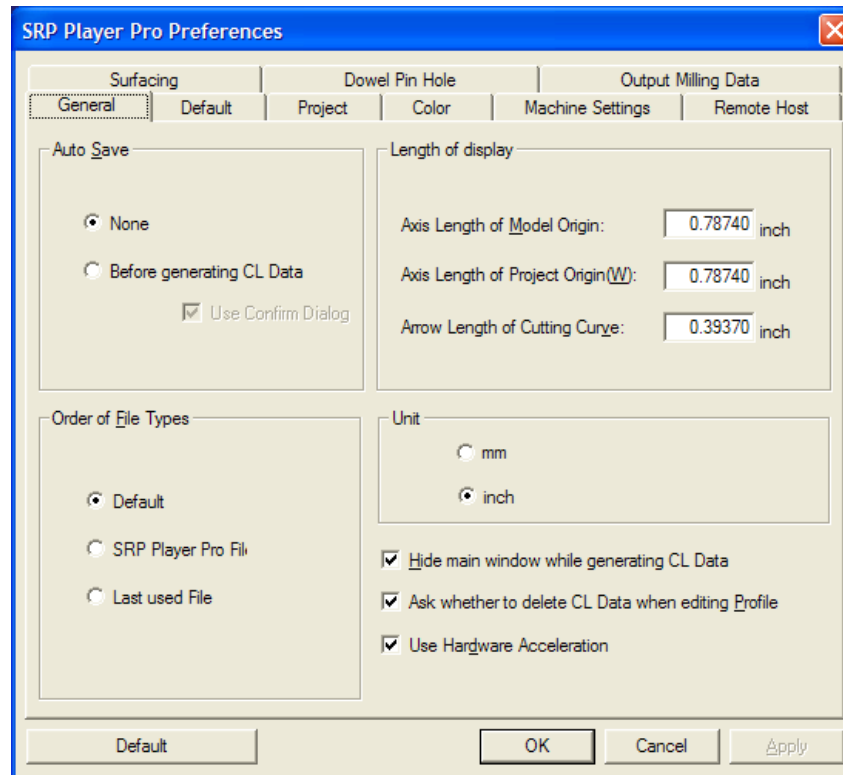 SRP Player Pro Preferences
Surfacing Dowel Pin Hole Output Milling Data
General Default Project Color Machine Settings Remote Host
Auto Save
None
Before generating CL Data
Use Confirm Dialog
Length of display
Axis Length of Model Origin: 0.78740 inch
Axis Length of Project Origin(W): 0.78740 inch
Arrow Length of Cutting Curve: 0.39370 inch
Order of File Types
Default
SRP Player Pro Fil
Last used File
Unit
mm
inch
Hide main window while generating CL Data
Ask whether to delete CL Data when editing Profile
Use Hardware Acceleration
Default OK Cancel Apply